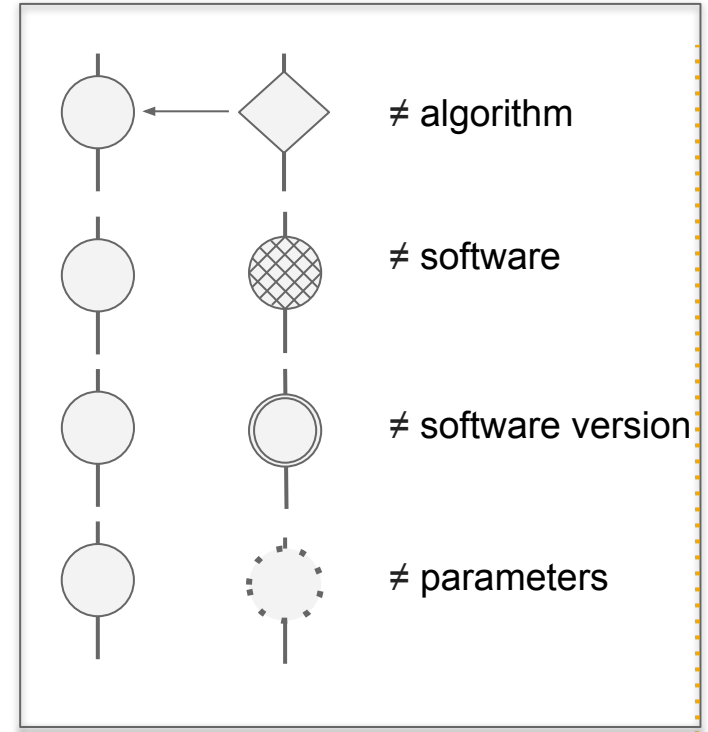 ≠ algorithm
≠ software
≠ software version
≠ parameters